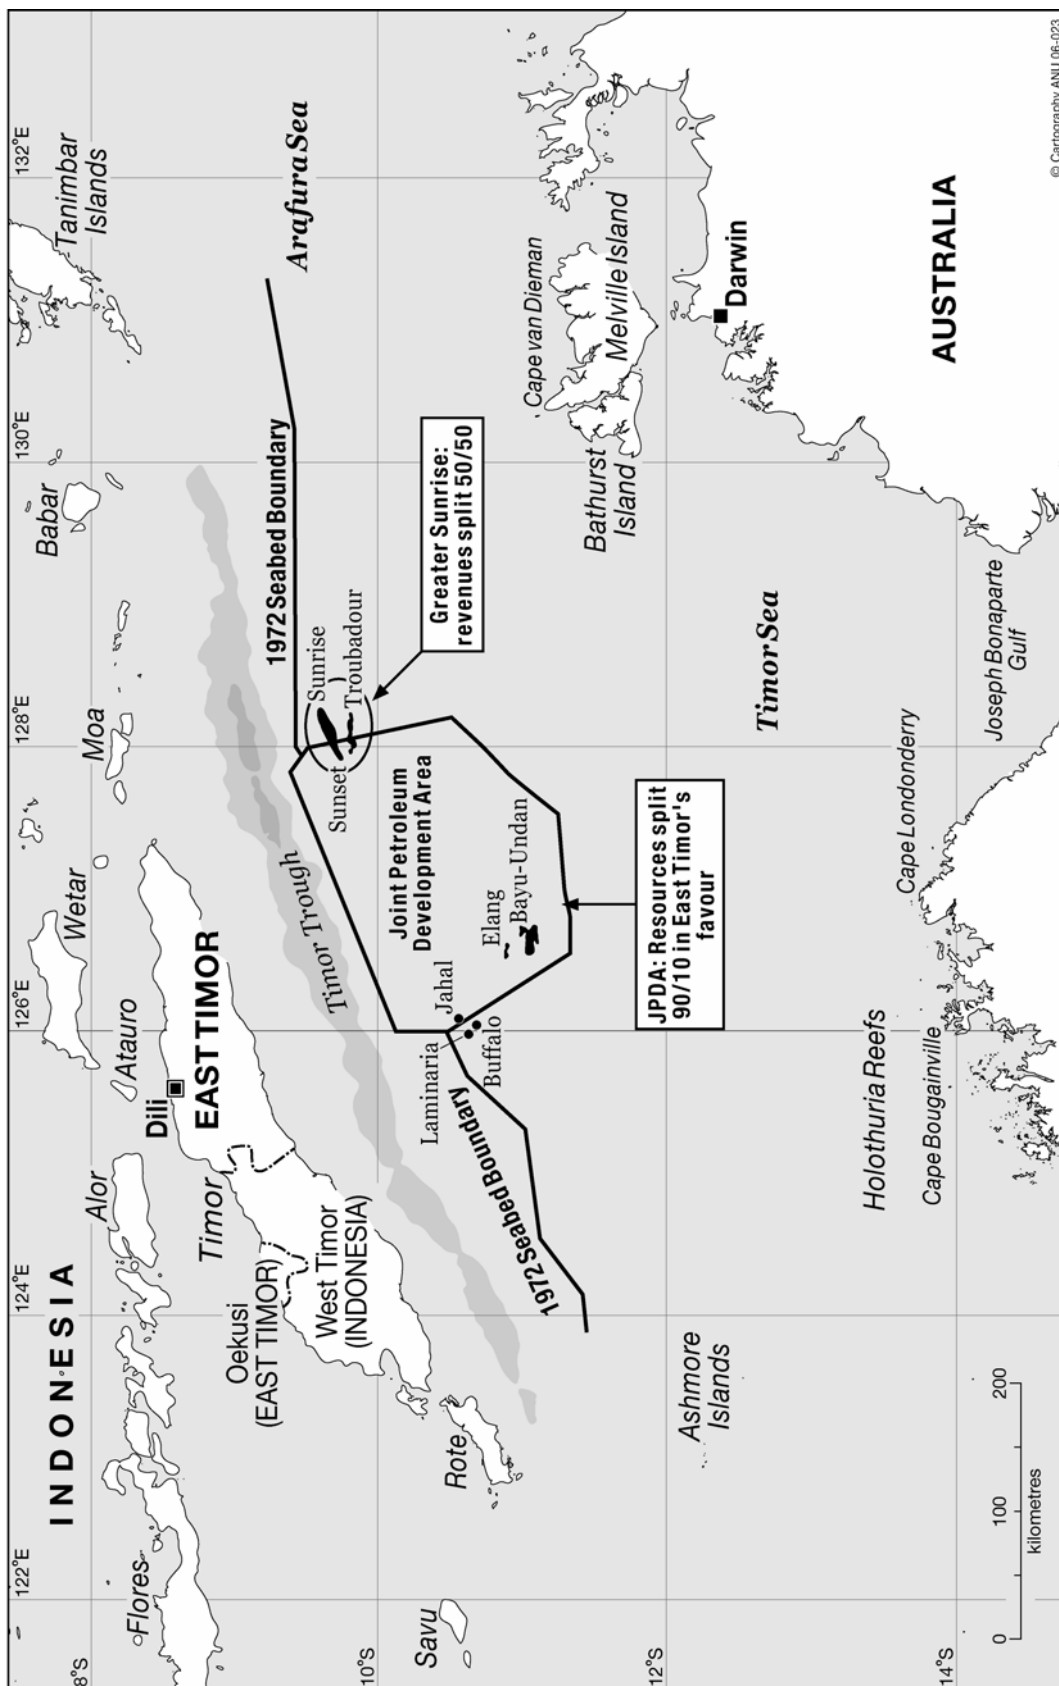 122°E
124°E
126°E
128°E
130°E
132°E
8°S
10°S
12°S
14°S
INDONESIA
Flores
Alor
Atauro
Wetar
Moa
Babar
Tanimbar
Islands
Dili
EAST TIMOR
Timor
Oekusi
(EAST TIMOR)
West Timor
(INDONESIA)
Rote
Savu
Timor Trough
Arafura Sea
1972 Seabed Boundary
1972 Seabed Boundary
Sunrise
Troubadour
Sunset
Greater Sunrise:
revenues split 50/50
Joint Petroleum
Development Area
Laminaria
Jahal
Buffalo
Elang
Bayu-Undan
JPDA: Resources split
90/10 in East Timor's
favour
Timor Sea
Ashmore
Islands
Holothuria Reefs
Cape Bougainville
Cape Londonderry
Joseph Bonaparte
Gulf
Cape van Dieman
Melville Island
Bathurst
Island
Darwin
AUSTRALIA
0
100
200
kilometres
© Cartography ANU 06-023